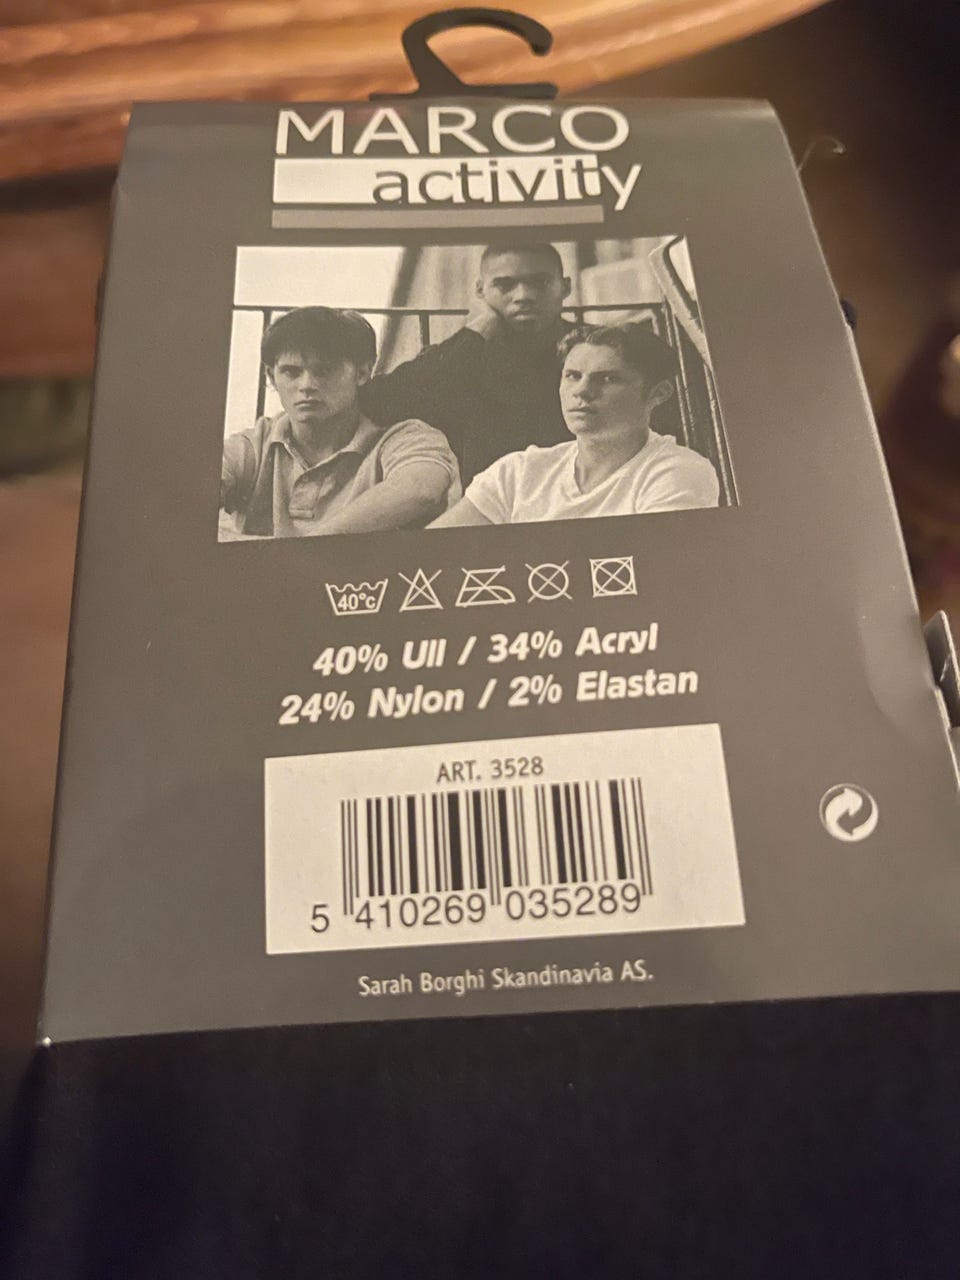 MARCO
activity
40°c
40% Ull / 34% Acryl
24% Nylon / 2% Elastan
ART. 3528
5 410269 035289
Sarah Borghi Skandinavia AS.